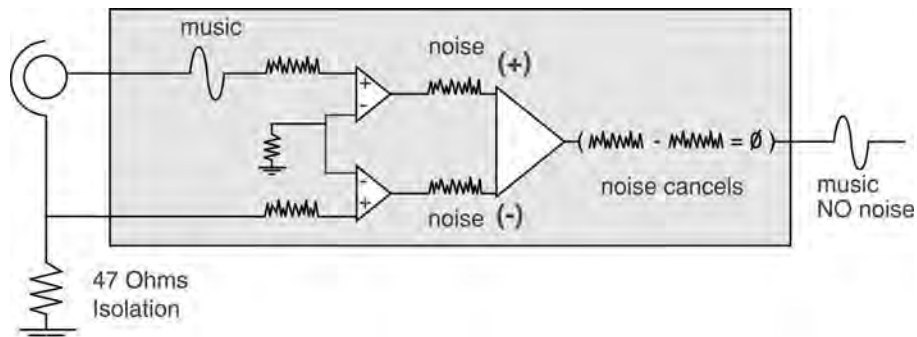 music
noise
(+)
+
-
( - = Ø )
-
+
noise cancels
noise (-)
music
NO noise
47 Ohms
Isolation